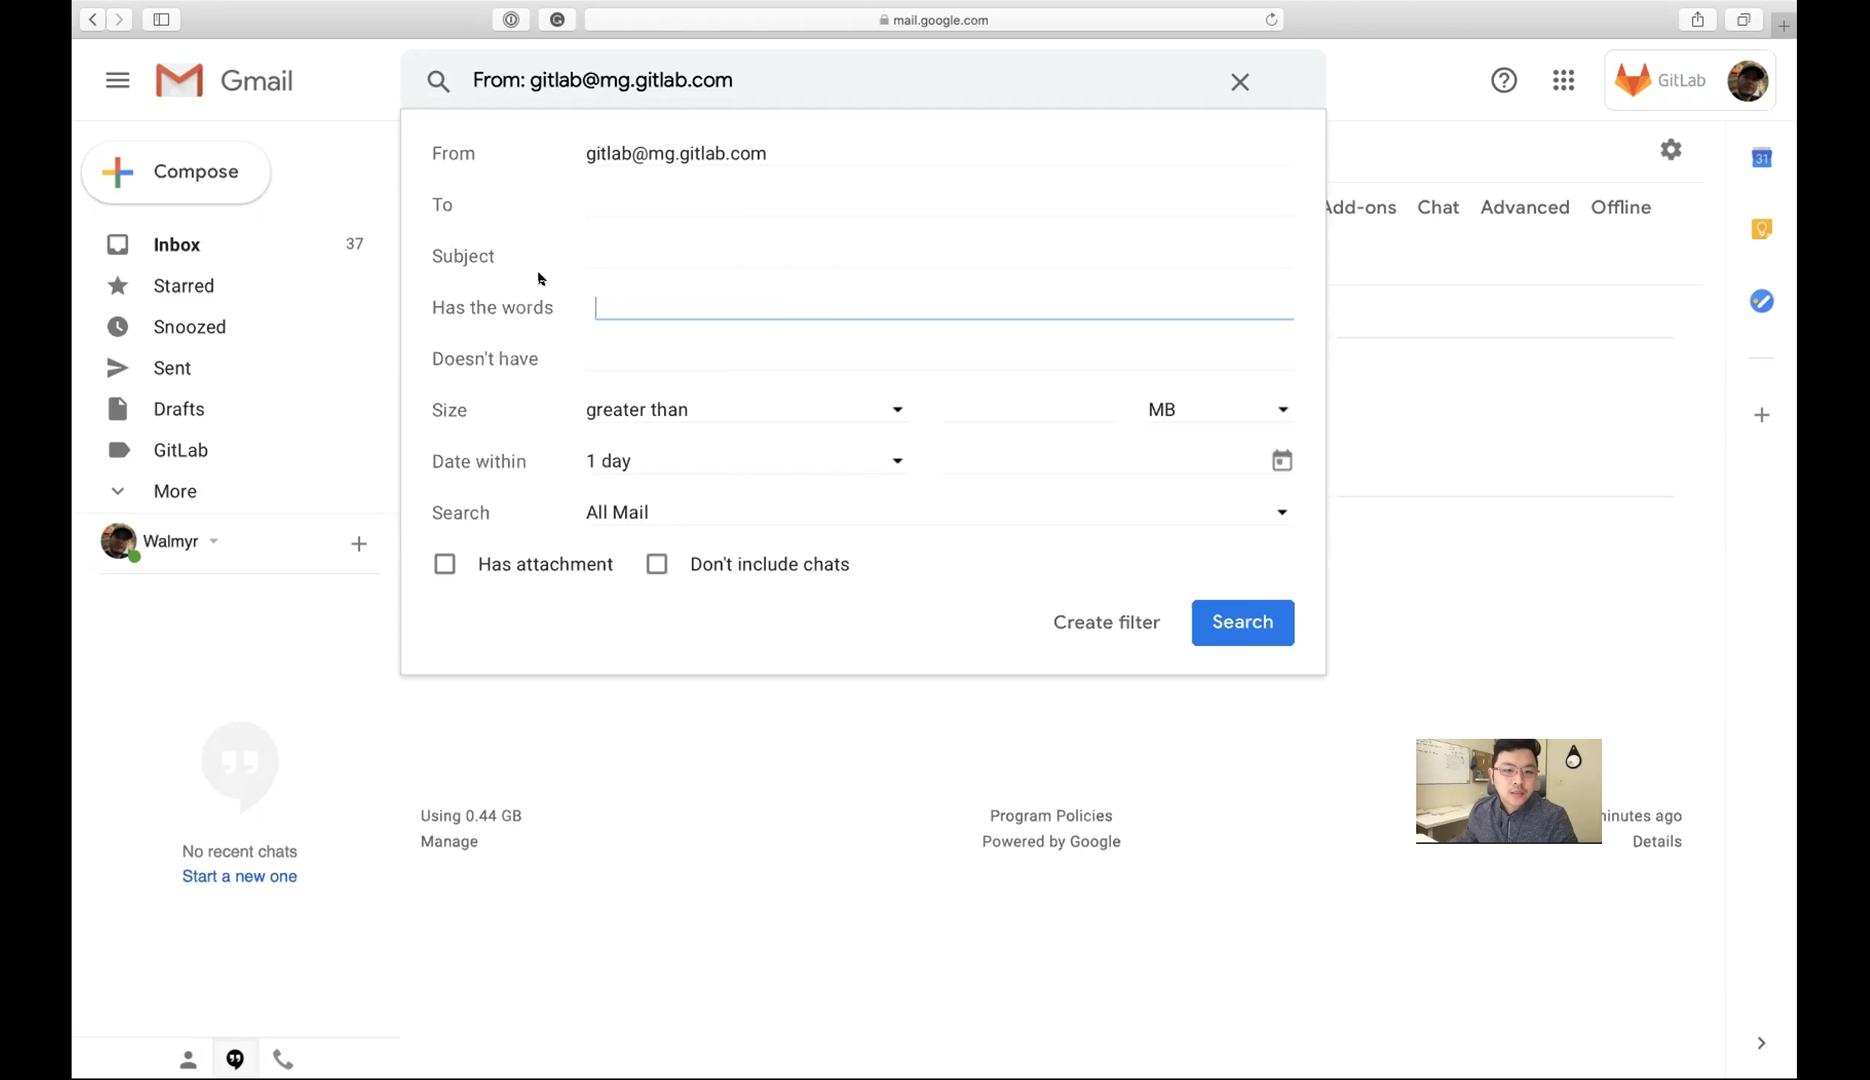 mail.google.com
Gmail
From: gitlab@mg.gitlab.com
GitLab
Compose
From
gitlab@mg.gitlab.com
31
To
Add-ons
Chat
Advanced
Offline
Inbox
37
Subject
Starred
Has the words
Snoozed
Doesn't have
Sent
Size
greater than
MB
Drafts
GitLab
Date within
1 day
More
Search
All Mail
Walmyr
Has attachment
Don't include chats
Create filter
Search
Using 0.44 GB
Program Policies
minutes ago
Manage
Powered by Google
Details
No recent chats
Start a new one